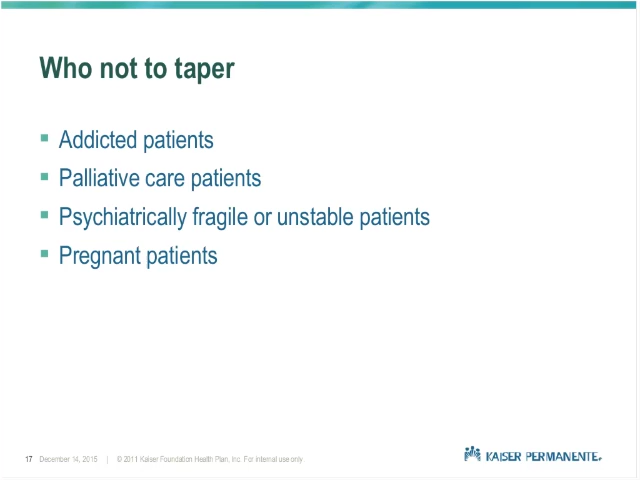 Who not to taper
▪ Addicted patients
▪ Palliative care patients
▪ Psychiatrically fragile or unstable patients
▪ Pregnant patients
17 December 14, 2015 | © 2011 Kaiser Foundation Health Plan, Inc. For internal use only
KAISER PERMANENTE.